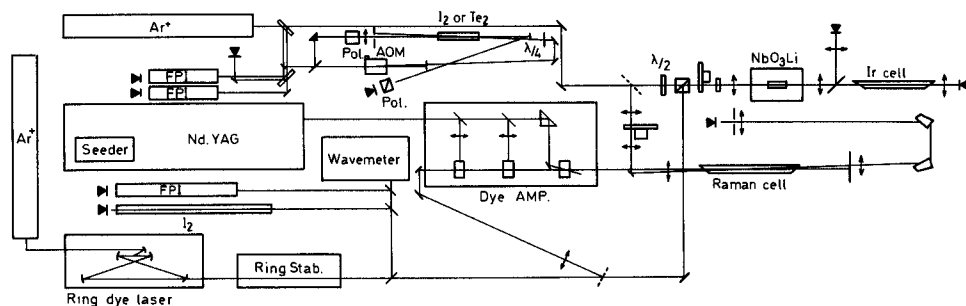 Ar+
I2 or Te2
Pol.
AOM
λ/4
FPI
FPI
Pol.
λ/2
NbO3Li
Ir cell
Ar+
Nd.YAG
Seeder
Wavemeter
Dye AMP.
Raman cell
FPI
I2
Ring dye laser
Ring Stab.